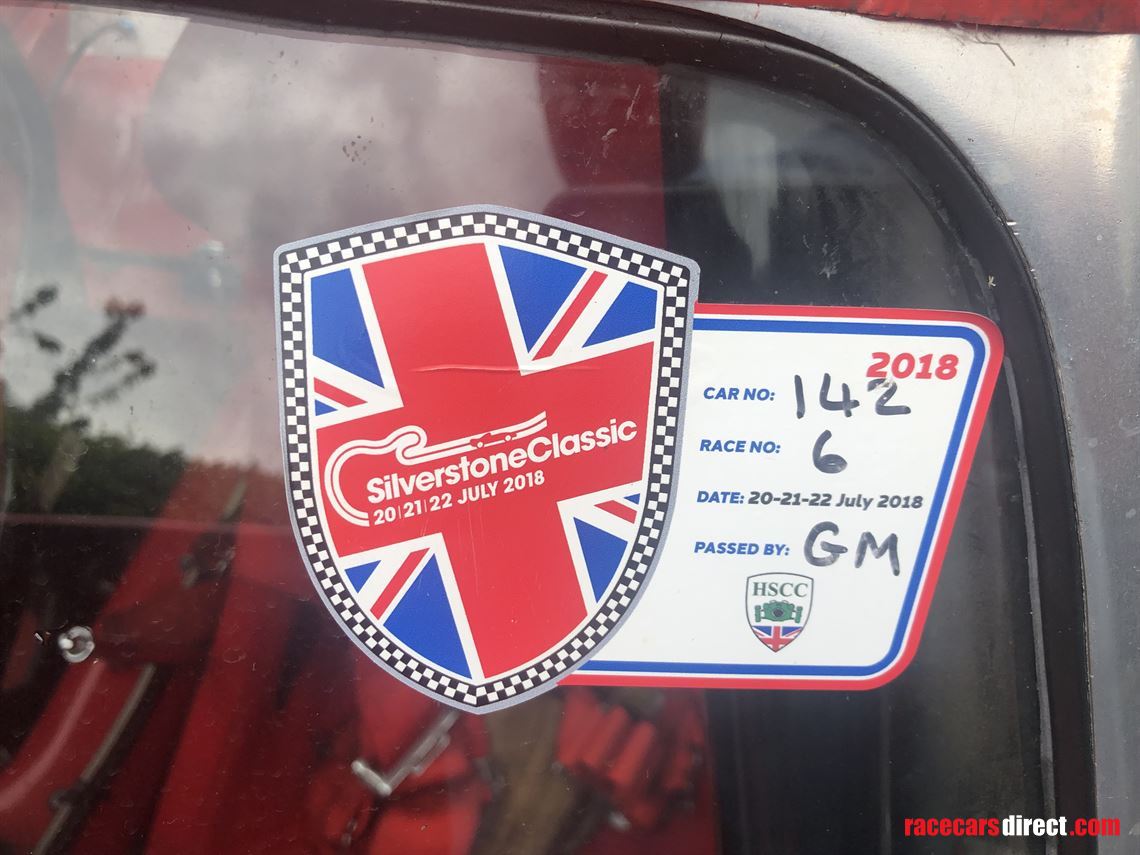 SilverstoneClassic
20|21|22 JULY 2018
2018
CAR NO: 142
RACE NO: 6
DATE: 20-21-22 July 2018
PASSED BY: GM
HSCC
racecarsdirect.com